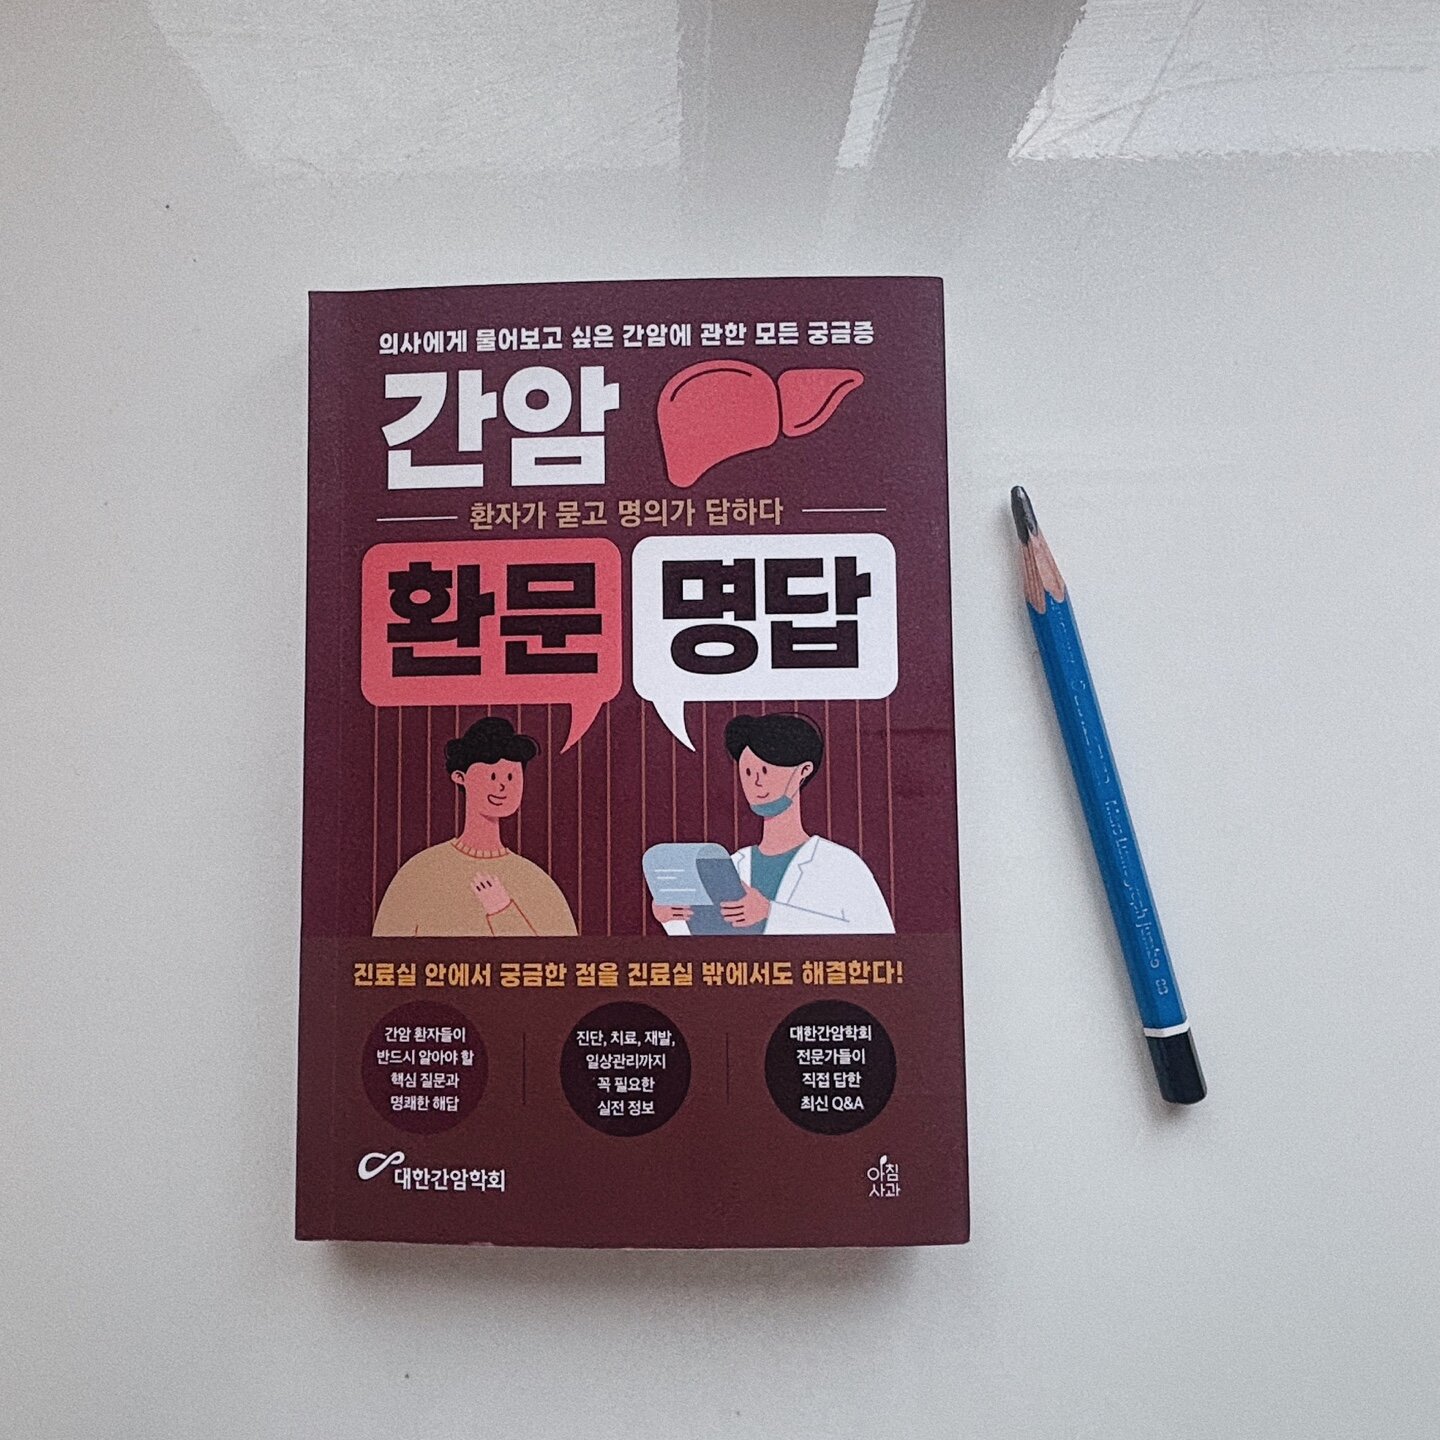 의사에게 물어보고 싶은 간암에 관한 모든 궁금증
간암
환자가 묻고 명의가 답하다
환문
명답
진료실 안에서 궁금한 점을 진료실 밖에서도 해결한다!
간암 환자들이
반드시 알아야 할
핵심 질문과
명쾌한 해답
진단, 치료, 재발,
일상관리까지
꼭 필요한
실전 정보
대한간암학회
전문가들이
직접 답한
최신 Q&A
대한간암학회
아침
사과